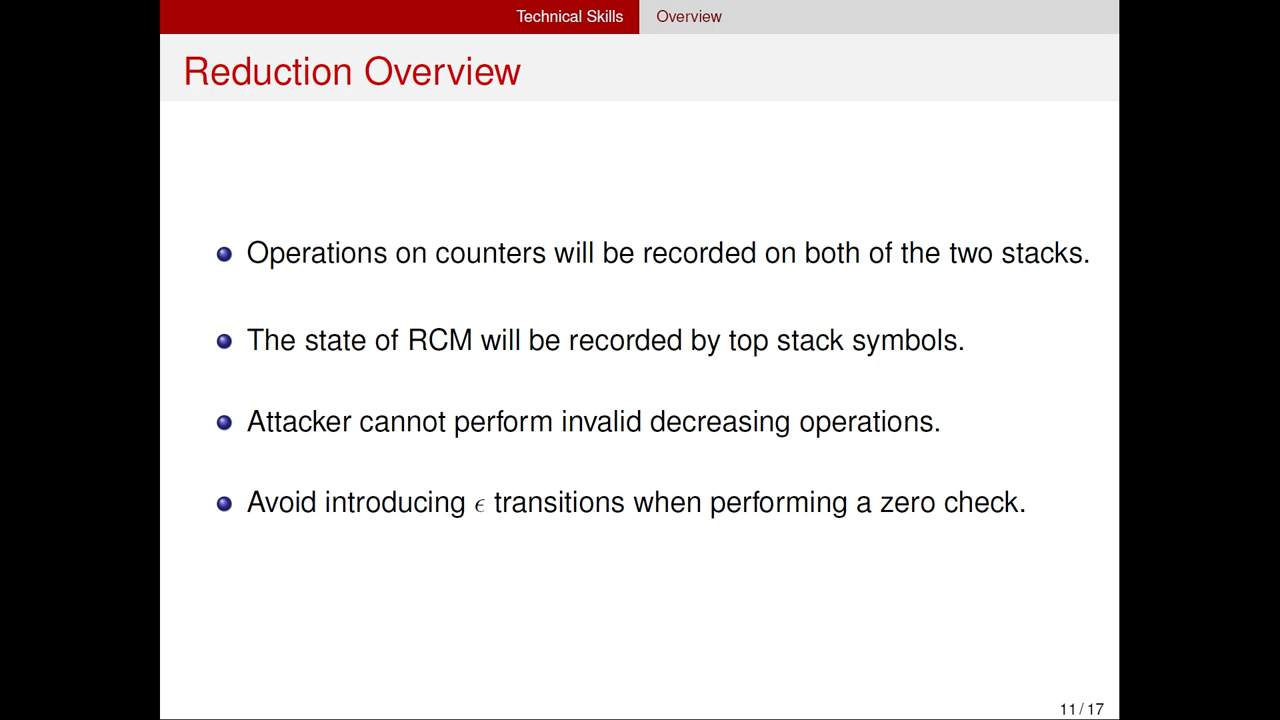 Technical Skills
Overview
Reduction Overview
Operations on counters will be recorded on both of the two stacks.
The state of RCM will be recorded by top stack symbols.
Attacker cannot perform invalid decreasing operations.
Avoid introducing ϵ transitions when performing a zero check.
11 / 17